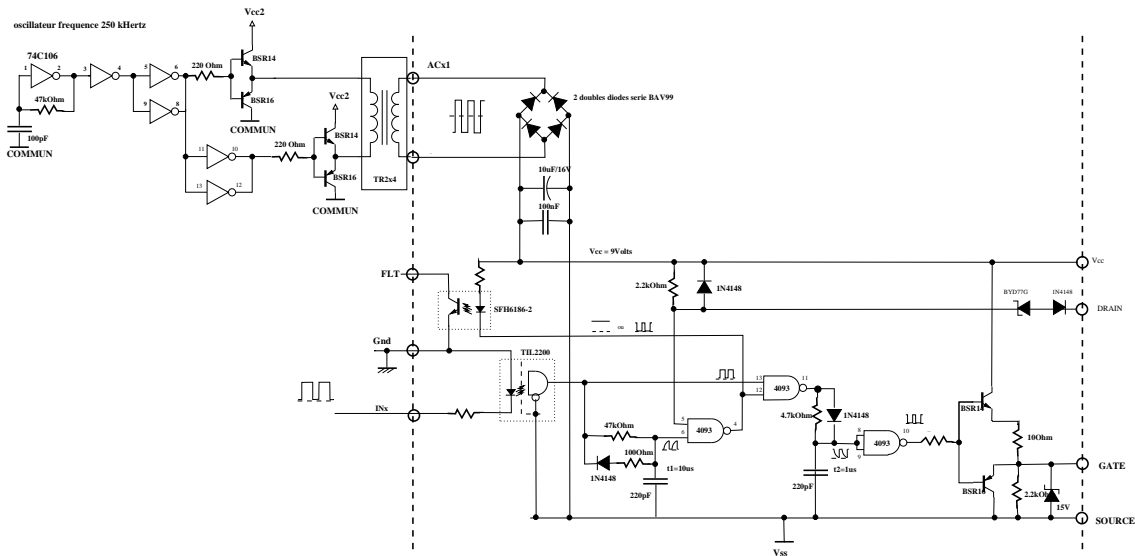 oscillateur frequence 250 kHertz
Vcc2
74C106
1
2
3
4
5
6
9
8
220 Ohm
BSR14
BSR16
47kOhm
100pF
COMMUN
COMMUN
11
10
13
12
220 Ohm
Vcc2
BSR14
BSR16
COMMUN
TR2x4
ACx1
2 doubles diodes serie BAV99
10uF/16V
100nF
Vcc = 9Volts
Vcc
FLT
SFH6186-2
2.2kOhm
1N4148
BYD77G
1N4148
DRAIN
ou
Gnd
TIL2200
INx
13
12
4093
11
4.7kOhm
1N4148
5
6
4093
4
47kOhm
100Ohm
1N4148
t1=10us
220pF
8
9
4093
10
t2=1us
220pF
BSR14
10Ohm
GATE
BSR16
2.2kOhm
15V
SOURCE
Vss